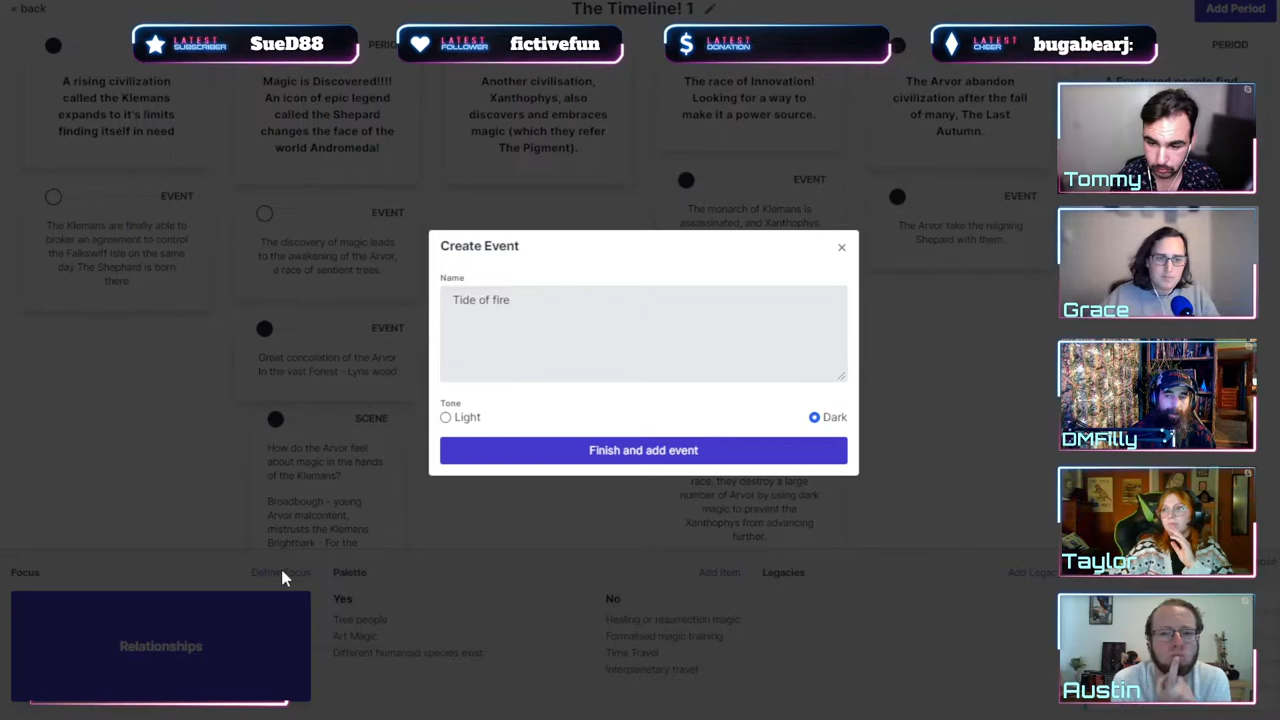 « back
The Timeline! 1
Add Period
LATEST SUBSCRIBER
SueD88
LATEST FOLLOWER
fictivefun
LATEST DONATION
LATEST CHEER
bugabearj:
PERIOD
A rising civilization
called the Klemans
expands to it's limits
finding itself in need
Magic is Discovered!!!!
An icon of epic legend
called the Shepard
changes the face of the
world Andromeda!
Another civilisation,
Xanthophys, also
discovers and embraces
magic (which they refer
The Pigment).
The race of Innovation!
Looking for a way to
make it a power source.
The Arvor abandon
civilization after the fall
of many, The Last
Autumn.
PERIOD
A Fractured people find
EVENT
The Klemans are finally able to
broker an agreement to control
the Falkswiff Isle on the same
day The Shephard is born
there
EVENT
The discovery of magic leads
to the awakening of the Arvor,
a race of sentient trees.
EVENT
Great concolation of the Arvor
In the vast Forest - Lyris wood
SCENE
How do the Arvor feel
about magic in the hands
of the Klemans?
Broadbough - young
Arvor malcontent,
mistrusts the Klemans
Brightbark - For the
EVENT
The monarch of Klemans is
assassinated, and Xanthophys
race, they destroy a large
number of Arvor by using dark
magic to prevent the
Xanthophys from advancing
further.
EVENT
The Arvor take the reigning
Shepard with them.
Create Event
×
Name
Tide of fire
Tone
Light
Dark
Finish and add event
Focus
Define Focus
Relationships
Palette
Add Item
Yes
Tree people
Art Magic
Different humanoid species exist
No
Healing or resurrection magic
Formalised magic training
Time Travel
Interplanetary travel
Legacies
Tommy
Grace
DMFilly
Taylor
Austin